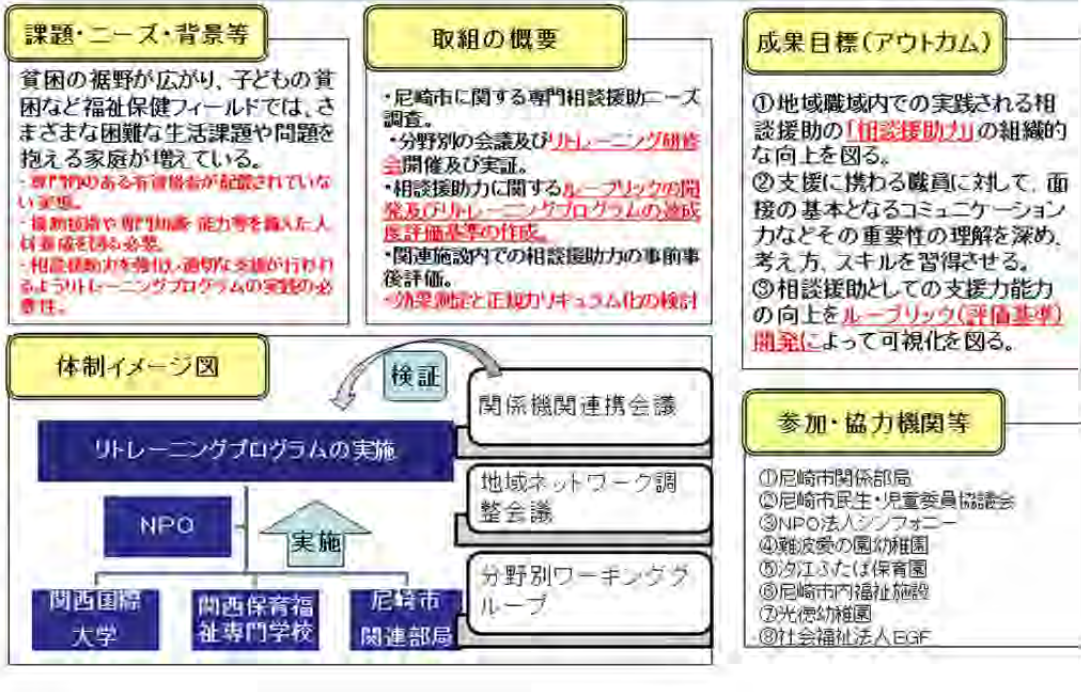 課題・ニーズ・背景等
貧困の裾野が広がり、子どもの貧
困など福祉保健フィールドでは、さ
まざまな困難な生活課題や問題を
抱える家庭が増えている。
い実態。
・援助技術や専門知識・能力等を備えた人
材養成を図る必要。
・相談援助力を強化し適切な支援が行われ
るようリトレーニングプログラムの実践の必
要性。
取組の概要
・尼崎市に関する専門相談援助ニーズ
調査。
・分野別の会議及びリトレーニング研修
会開催及び実証。
・相談援助力に関するルーブリックの開
発及びリトレーニングプログラムの達成
度評価基準の作成。
・関連施設内での相談援助力の事前事
後評価。
・効果測定と正規カリキュラム化の検討
成果目標(アウトカム)
①地域職域内での実践される相
談援助の「相談援助力」の組織的
な向上を図る。
②支援に携わる職員に対して、面
接の基本となるコミュニケーション
力などその重要性の理解を深め、
考え方、スキルを習得させる。
③相談援助としての支援力能力
の向上をルーブリック(評価基準)
開発によって可視化を図る。
体制イメージ図
検証
リトレーニングプログラムの実施
NPO
実施
関西国際
大学
関西保育福
祉専門学校
尼崎市
関連部局
関係機関連携会議
地域ネットワーク調
整会議
分野別ワーキンググ
ループ
参加・協力機関等
①尼崎市関係部局
②尼崎市民生・児童委員協議会
③NPO法人シンフォニー
④難波愛の園幼稚園
⑤汐江ふたば保育園
⑥尼崎市内福祉施設
⑦光徳幼稚園
⑧社会福祉法人EGF